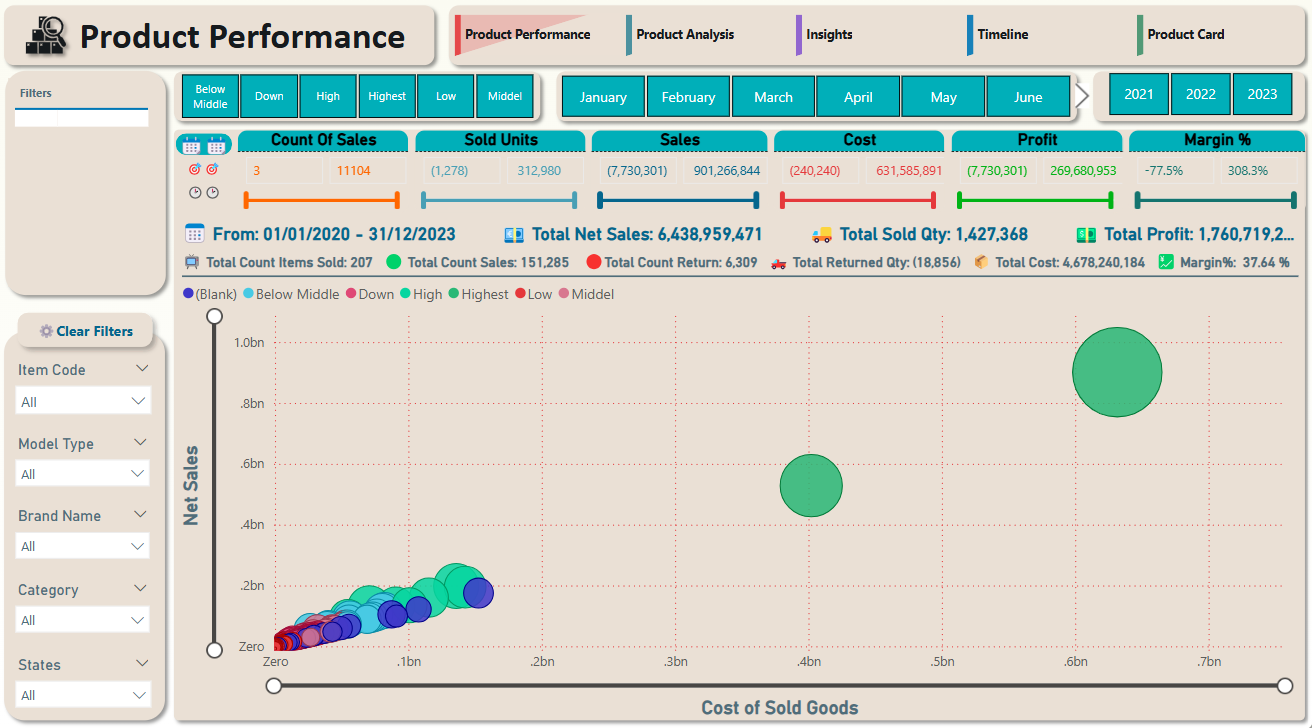 Product Performance
Product Performance
Product Analysis
Insights
Timeline
Product Card
Filters
Below Middle
Down
High
Highest
Low
Middel
January
February
March
April
May
June
2021
2022
2023
Count Of Sales
Sold Units
Sales
Cost
Profit
Margin %
3
11104
(1,278)
312,980
(7,730,301)
901,266,844
(240,240)
631,585,891
(7,730,301)
269,680,953
-77.5%
308.3%
From: 01/01/2020 - 31/12/2023
Total Net Sales: 6,438,959,471
Total Sold Qty: 1,427,368
Total Profit: 1,760,719,2...
Total Count Items Sold: 207
Total Count Sales: 151,285
Total Count Return: 6,309
Total Returned Qty: (18,856)
Total Cost: 4,678,240,184
Margin%: 37.64 %
(Blank)
Below Middle
Down
High
Highest
Low
Middel
Clear Filters
Item Code
All
Model Type
All
Brand Name
All
Category
All
States
All
Net Sales
1.0bn
.8bn
.6bn
.4bn
.2bn
Zero
Zero
.1bn
.2bn
.3bn
.4bn
.5bn
.6bn
.7bn
Cost of Sold Goods